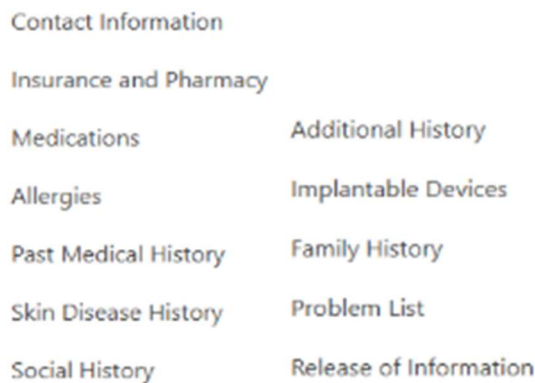 Contact Information
Insurance and Pharmacy
Medications
Allergies
Past Medical History
Skin Disease History
Social History
Additional History
Implantable Devices
Family History
Problem List
Release of Information